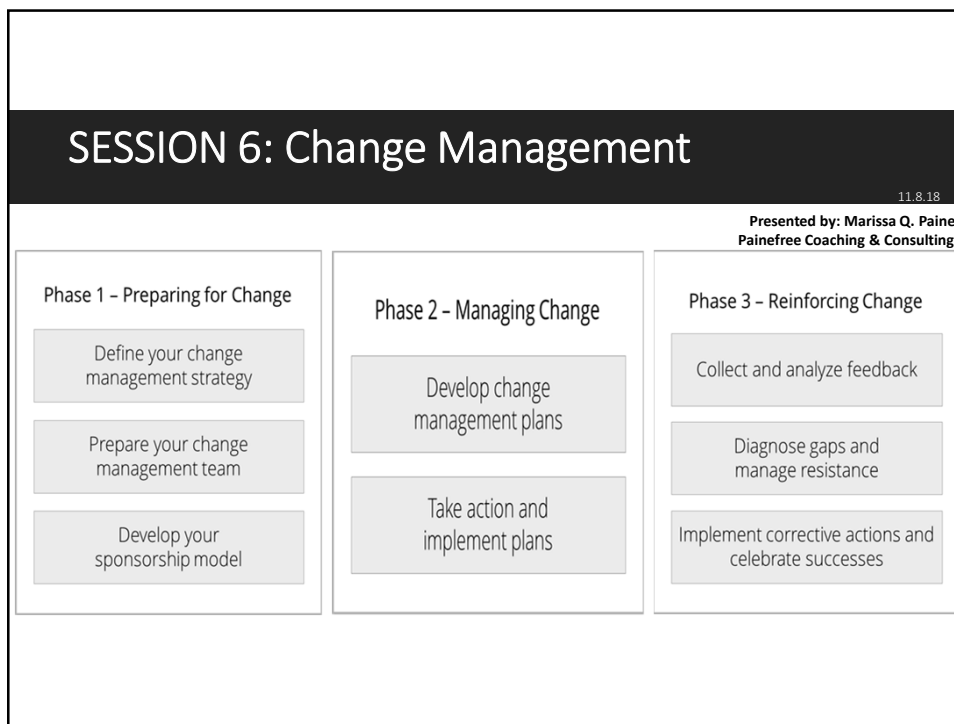 SESSION 6: Change Management
11.8.18
Presented by: Marissa Q. Paine
Painefree Coaching & Consulting
Phase 1 – Preparing for Change
Define your change
management strategy
Prepare your change
management team
Develop your
sponsorship model
Phase 2 – Managing Change
Develop change
management plans
Take action and
implement plans
Phase 3 – Reinforcing Change
Collect and analyze feedback
Diagnose gaps and
manage resistance
Implement corrective actions and
celebrate successes